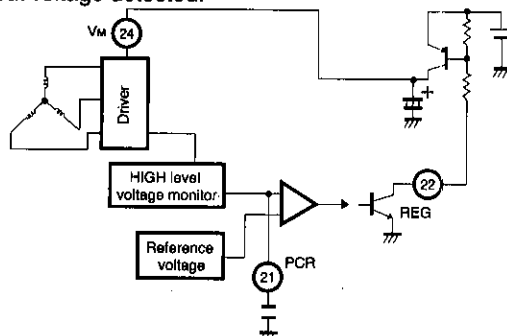 voltage detected.
VM
24
Driver
HIGH level
voltage monitor
22
REG
Reference
voltage
21
PCR
+